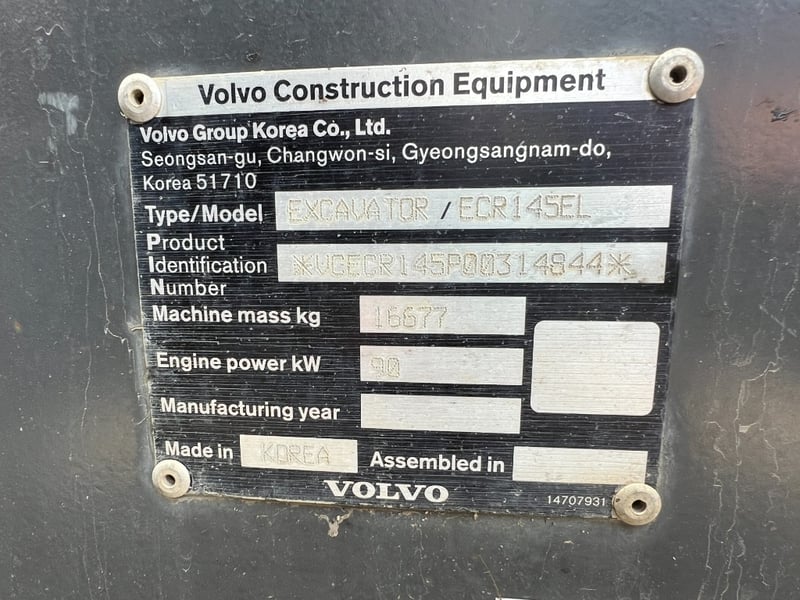 Volvo Construction Equipment
Volvo Group Korea Co., Ltd.
Seongsan-gu, Changwon-si, Gyeongsangnam-do,
Korea 51710
Type/Model EXCAVATOR / ECR145EL
Product
Identification *VCECR145P00314844*
Number
Machine mass kg 16677
Engine power kW 90
Manufacturing year
Made in KOREA Assembled in
VOLVO 14707931